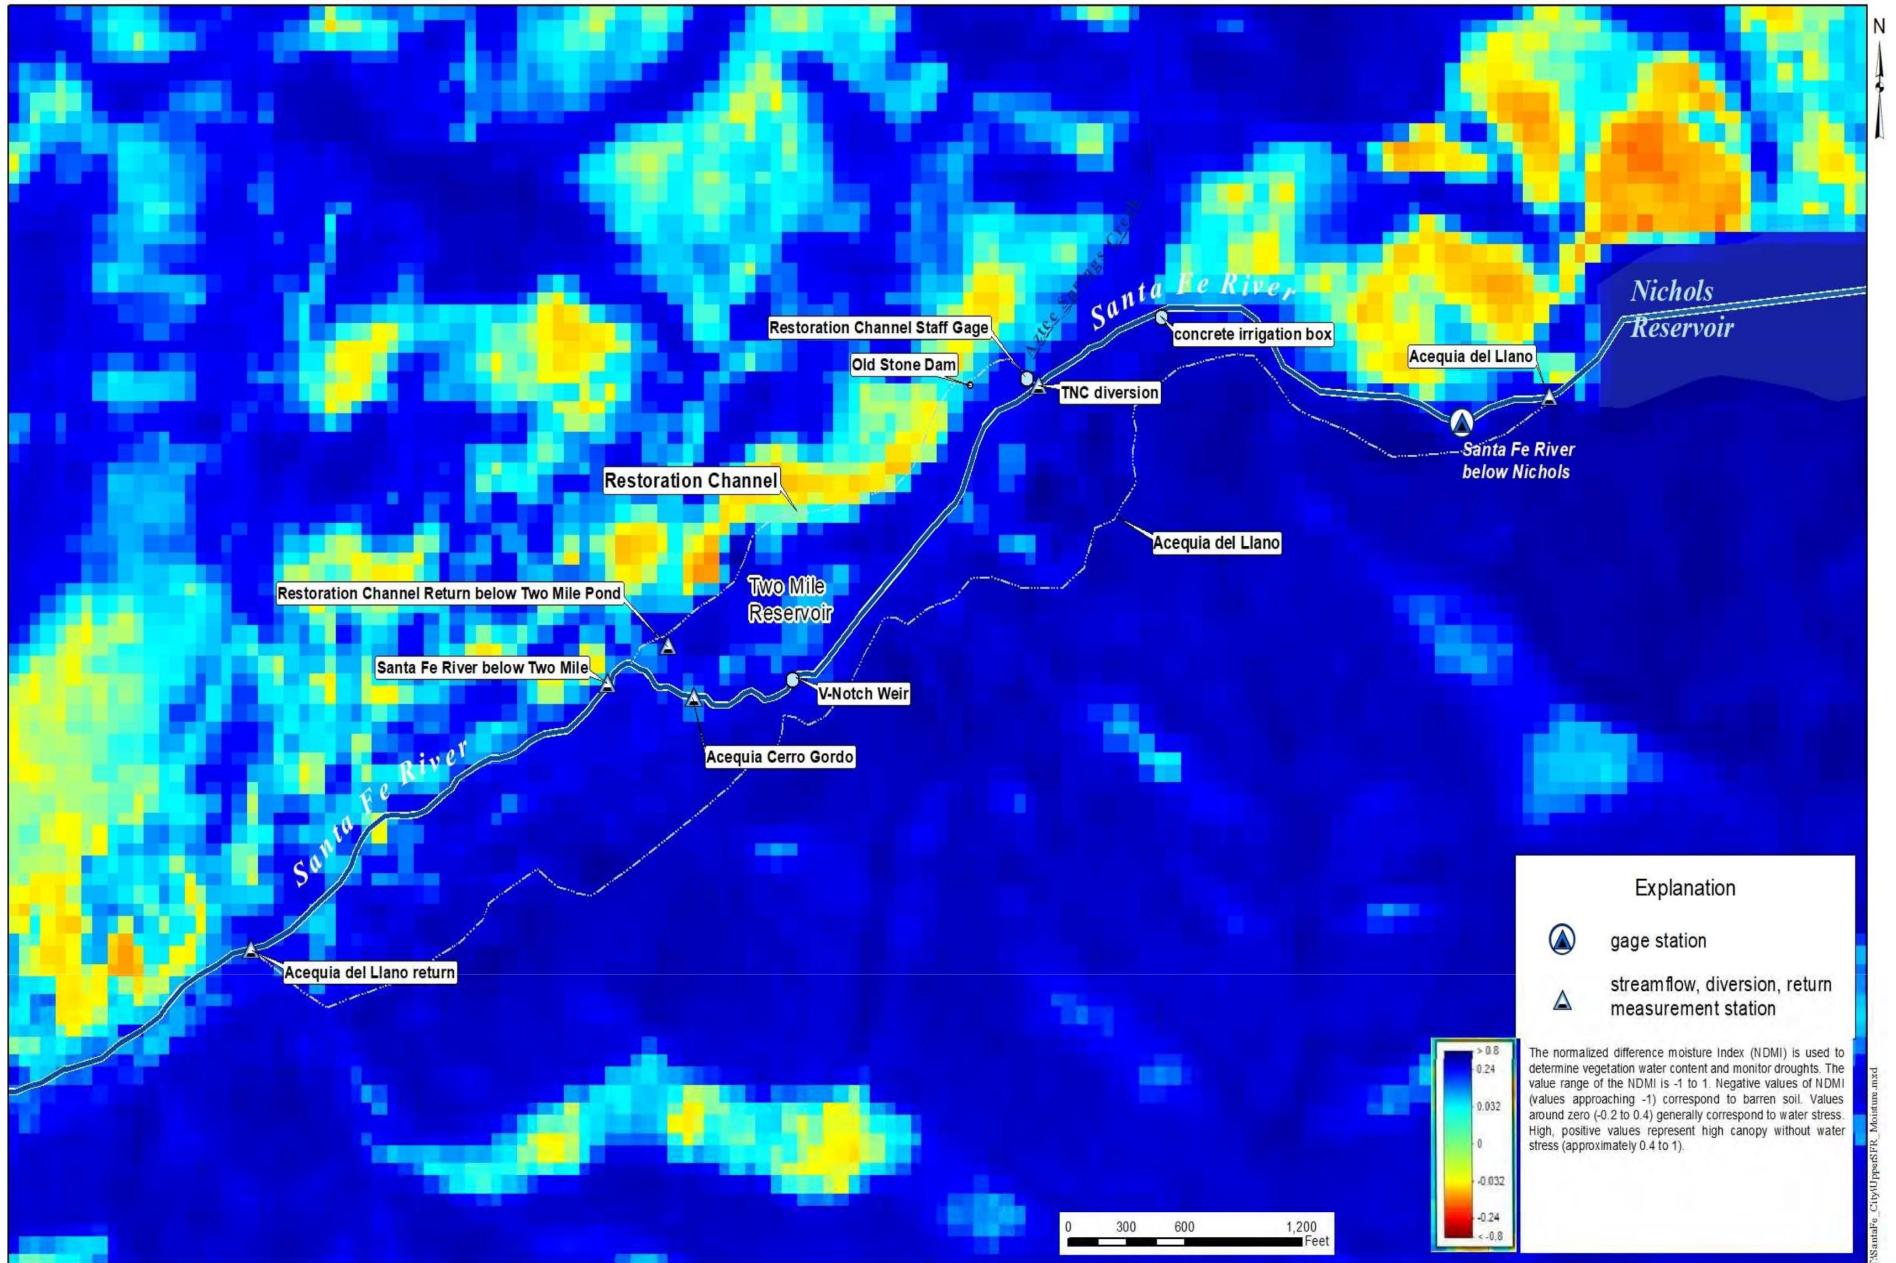 N
Aztec Springs Creek
Santa Fe River
Nichols
Reservoir
Restoration Channel Staff Gage
concrete irrigation box
Old Stone Dam
Acequia del Llano
TNC diversion
Santa Fe River
below Nichols
Restoration Channel
Acequia del Llano
Two Mile
Reservoir
Restoration Channel Return below Two Mile Pond
Santa Fe River below Two Mile
V-Notch Weir
Acequia Cerro Gordo
Santa Fe River
Acequia del Llano return
Explanation
gage station
streamflow, diversion, return
measurement station
> 0.8
0.24
0.032
0
-0.032
-0.24
< -0.8
The normalized difference moisture Index (NDMI) is used to
determine vegetation water content and monitor droughts. The
value range of the NDMI is -1 to 1. Negative values of NDMI
(values approaching -1) correspond to barren soil. Values
around zero (-0.2 to 0.4) generally correspond to water stress.
High, positive values represent high canopy without water
stress (approximately 0.4 to 1).
0 300 600 1,200
Feet
\SantaFe_City\UpperSFR_Moisture.mxd